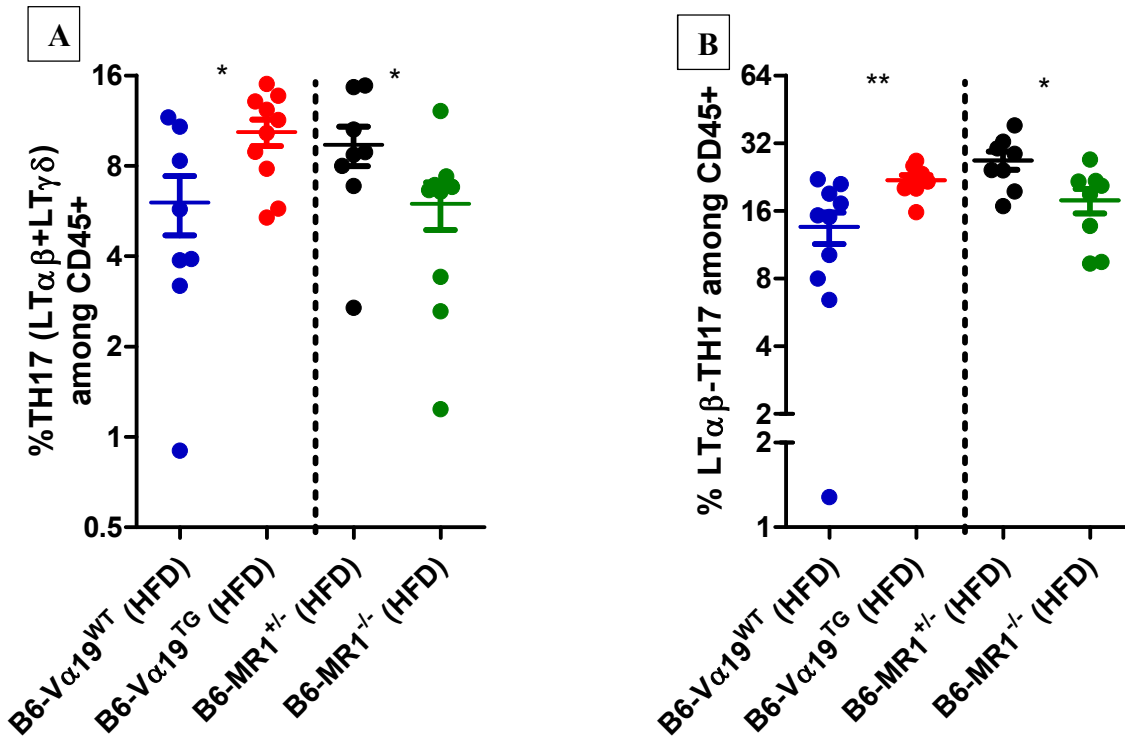 A
%TH17 (LTαβ+LTγδ)
among CD45+
16
8
4
2
1
0.5
*
*
B6-Vα19WT (HFD)
B6-Vα19TG (HFD)
B6-MR1+/- (HFD)
B6-MR1-/- (HFD)
B
% LTαβ-TH17 among CD45+
64
32
16
8
4
2
2
1
**
*
B6-Vα19WT (HFD)
B6-Vα19TG (HFD)
B6-MR1+/- (HFD)
B6-MR1-/- (HFD)